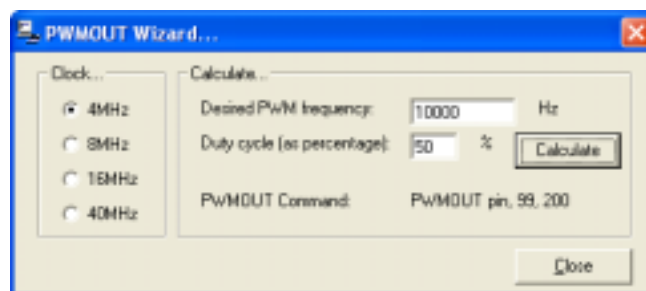 PWMOUT Wizard...
Clock...
4MHz
8MHz
16MHz
40MHz
Calculate...
Desired PWM frequency: 10000 Hz
Duty cycle (as percentage): 50 %
Calculate
PWMOUT Command: PWMOUT pin, 99, 200
Close